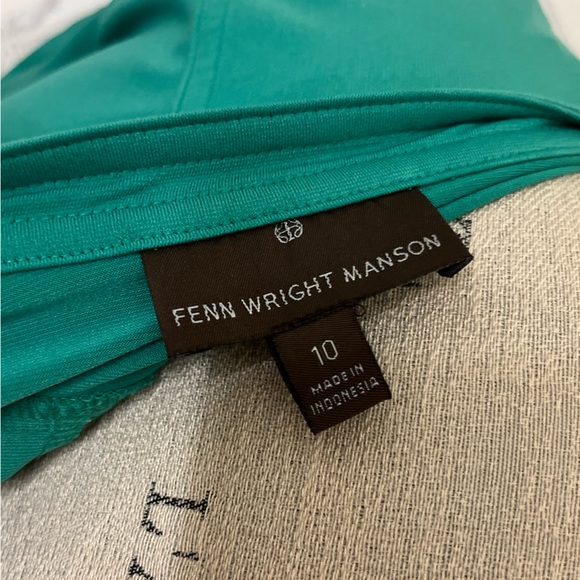 FENN WRIGHT MANSON
10
MADE IN
INDONESIA
L'